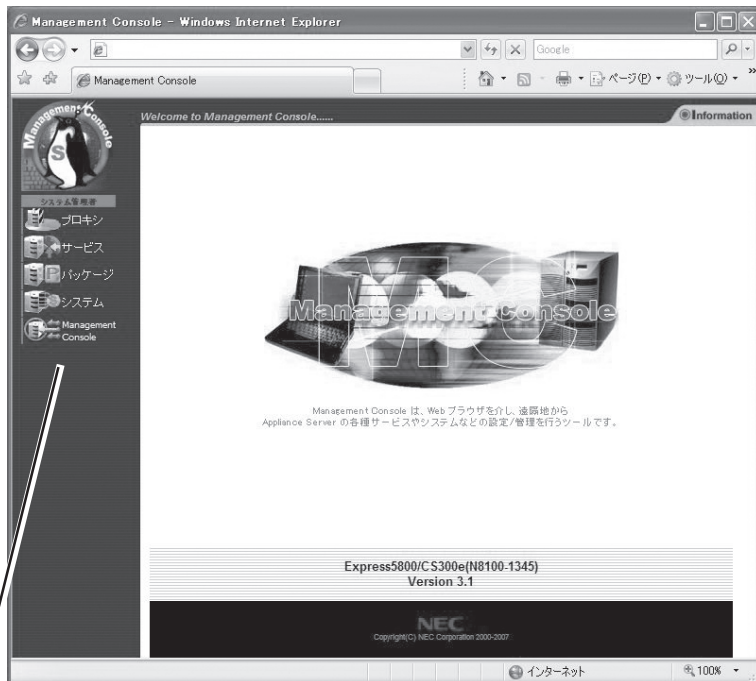 Management Console - Windows Internet Explorer
Google
Management Console
ページ(P)
ツール(O)
»
Management Console
S
Welcome to Management Console......
Information
システム管理者
プロキシ
サービス
パッケージ
システム
Management
Console
MC
Management Console
Management Console は、Web ブラウザを介し、遠隔地から
Appliance Server の各種サービスやシステムなどの設定/管理を行うツールです。
Express5800/CS300e(N8100-1345)
Version 3.1
NEC
Copyright(C) NEC Corporation 2000-2007
インターネット
100%